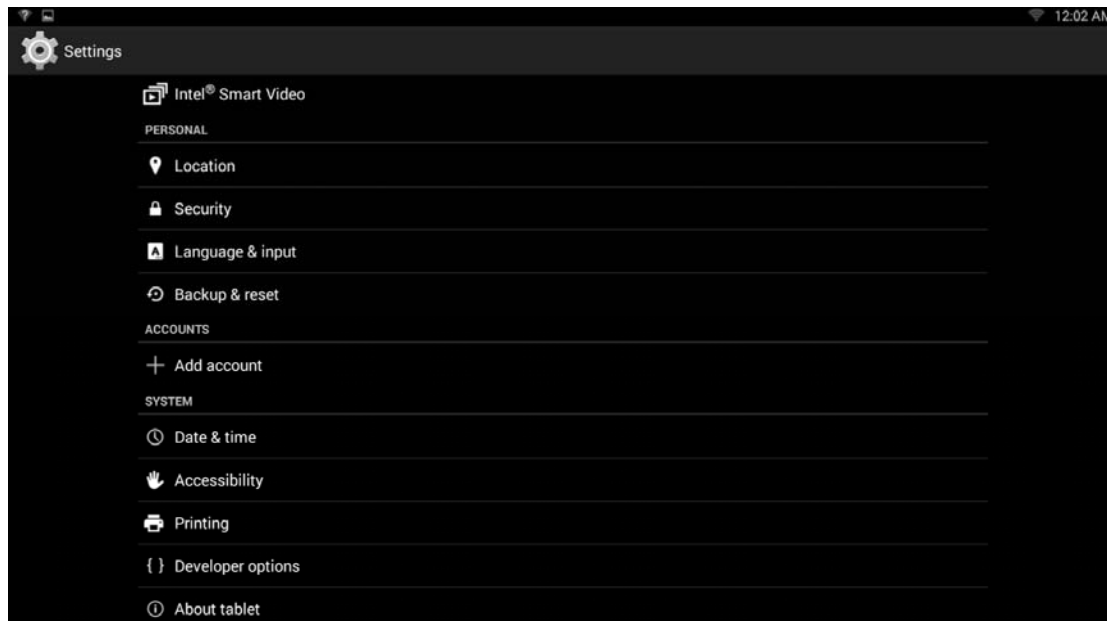 12:02 AM
Settings
Intel® Smart Video
PERSONAL
Location
Security
Language & input
Backup & reset
ACCOUNTS
Add account
SYSTEM
Date & time
Accessibility
Printing
{ } Developer options
About tablet